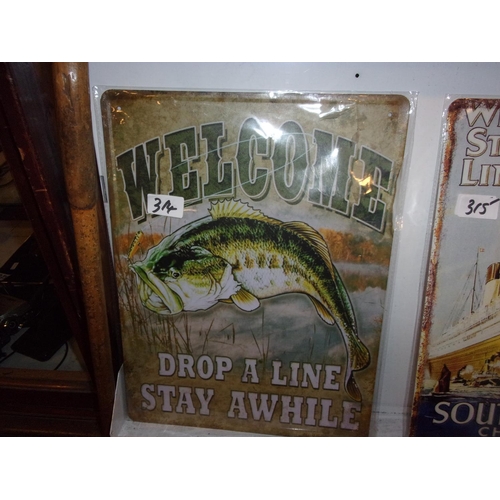 WELCOME
314
DROP A LINE
STAY AWHILE
315